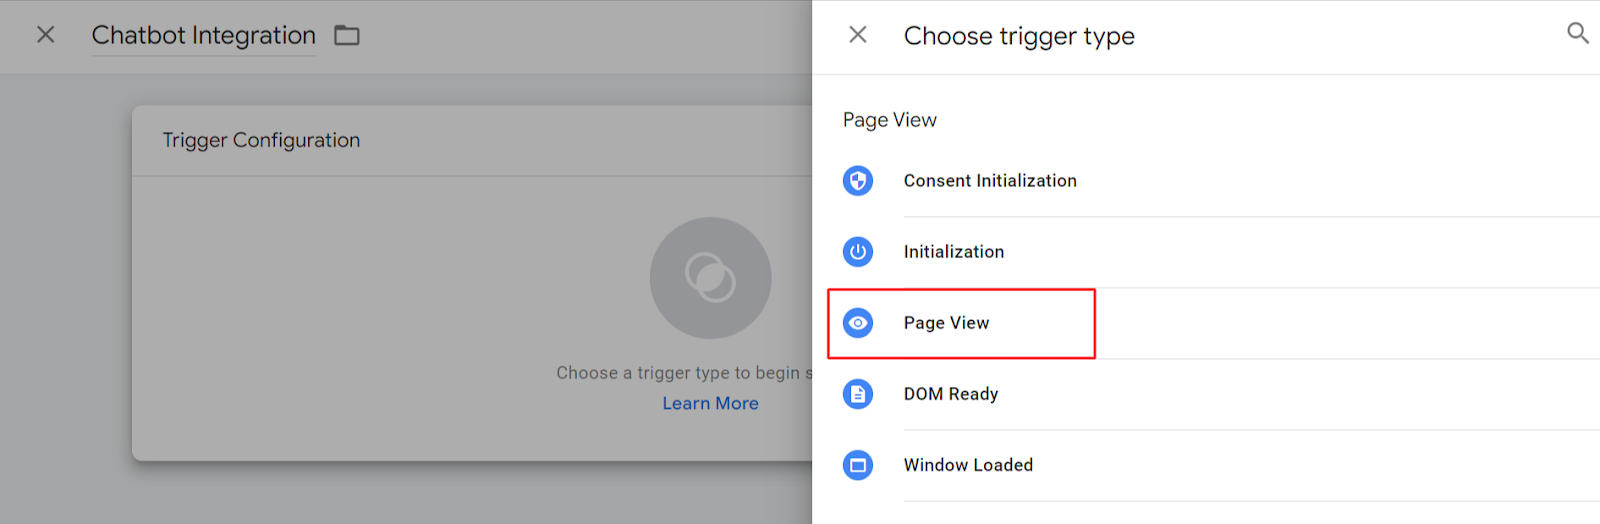 Chatbot Integration
Trigger Configuration
Choose a trigger type to begin s
Learn More
Choose trigger type
Page View
Consent Initialization
Initialization
Page View
DOM Ready
Window Loaded